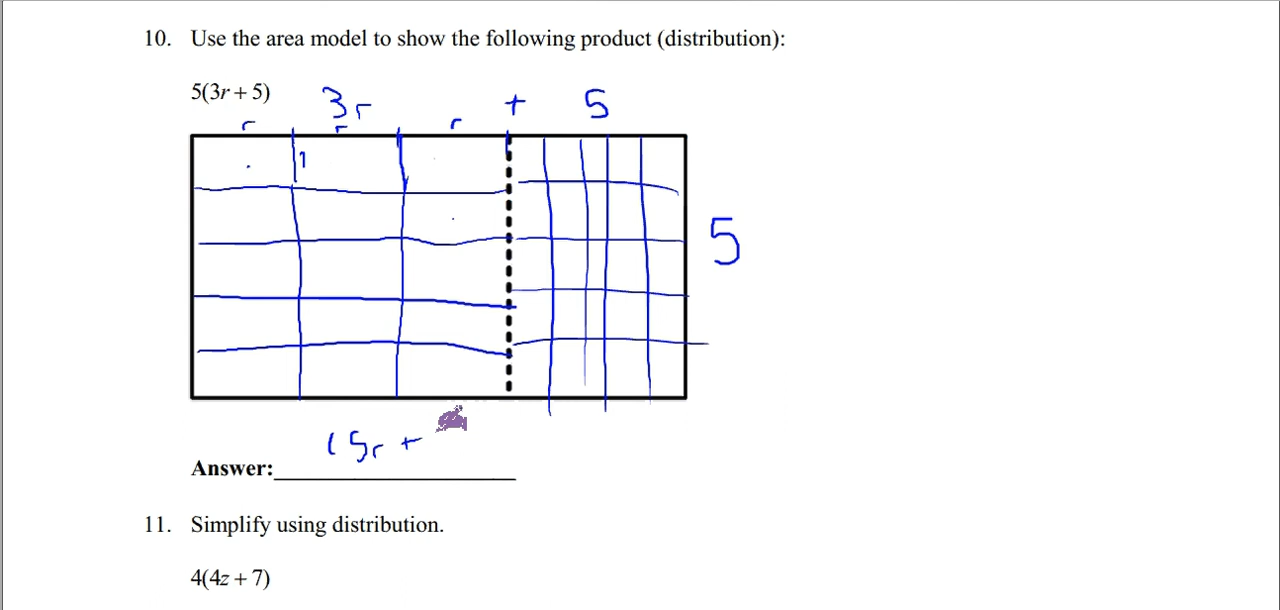 10. Use the area model to show the following product (distribution):
5(3r + 5)
3r + 5
r r r
1
5
15r +
Answer:
11. Simplify using distribution.
4(4z + 7)